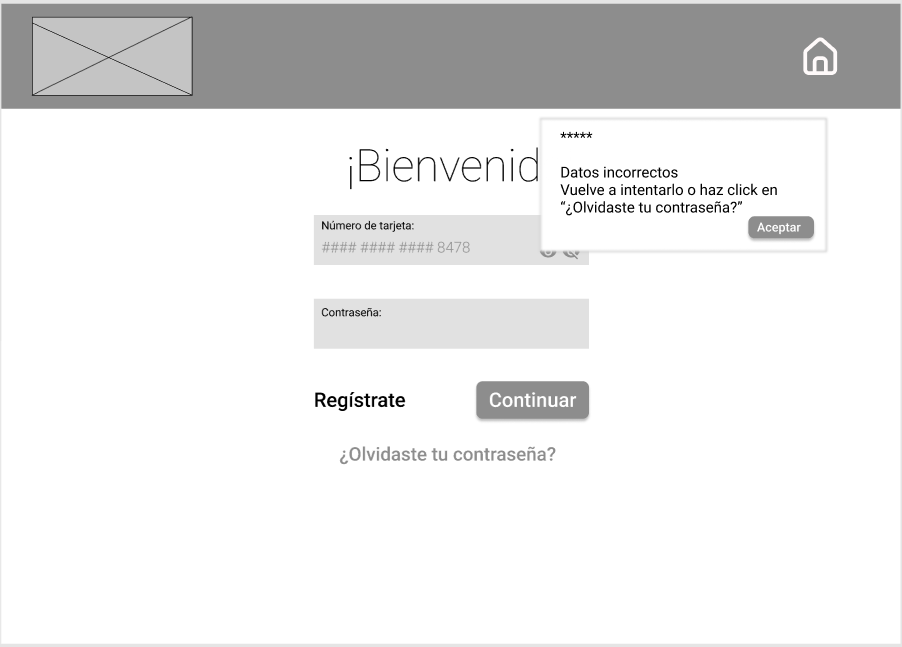 *****
¡Bienvenid
Datos incorrectos
Vuelve a intentarlo o haz click en
“¿Olvidaste tu contraseña?”
Aceptar
Número de tarjeta:
#### #### #### 8478
Contraseña:
Regístrate
Continuar
¿Olvidaste tu contraseña?